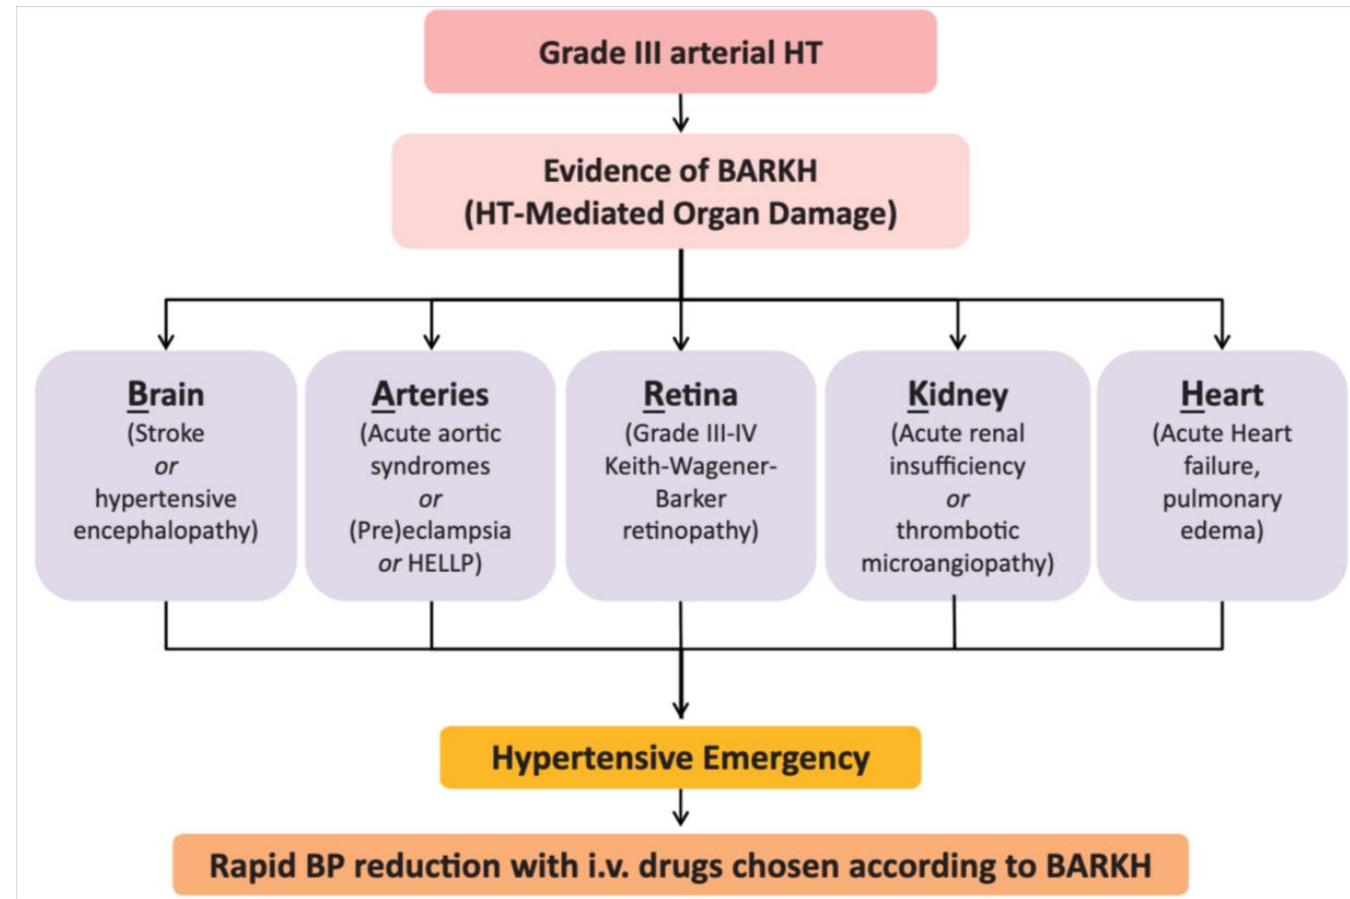 Grade III arterial HT
Evidence of BARKH
(HT-Mediated Organ Damage)
Brain
(Stroke
or
hypertensive
encephalopathy)
Arteries
(Acute aortic
syndromes
or
(Pre)eclampsia
or HELLP)
Retina
(Grade III-IV
Keith-Wagener-
Barker
retinopathy)
Kidney
(Acute renal
insufficiency
or
thrombotic
microangiopathy)
Heart
(Acute Heart
failure,
pulmonary
edema)
Hypertensive Emergency
Rapid BP reduction with i.v. drugs chosen according to BARKH